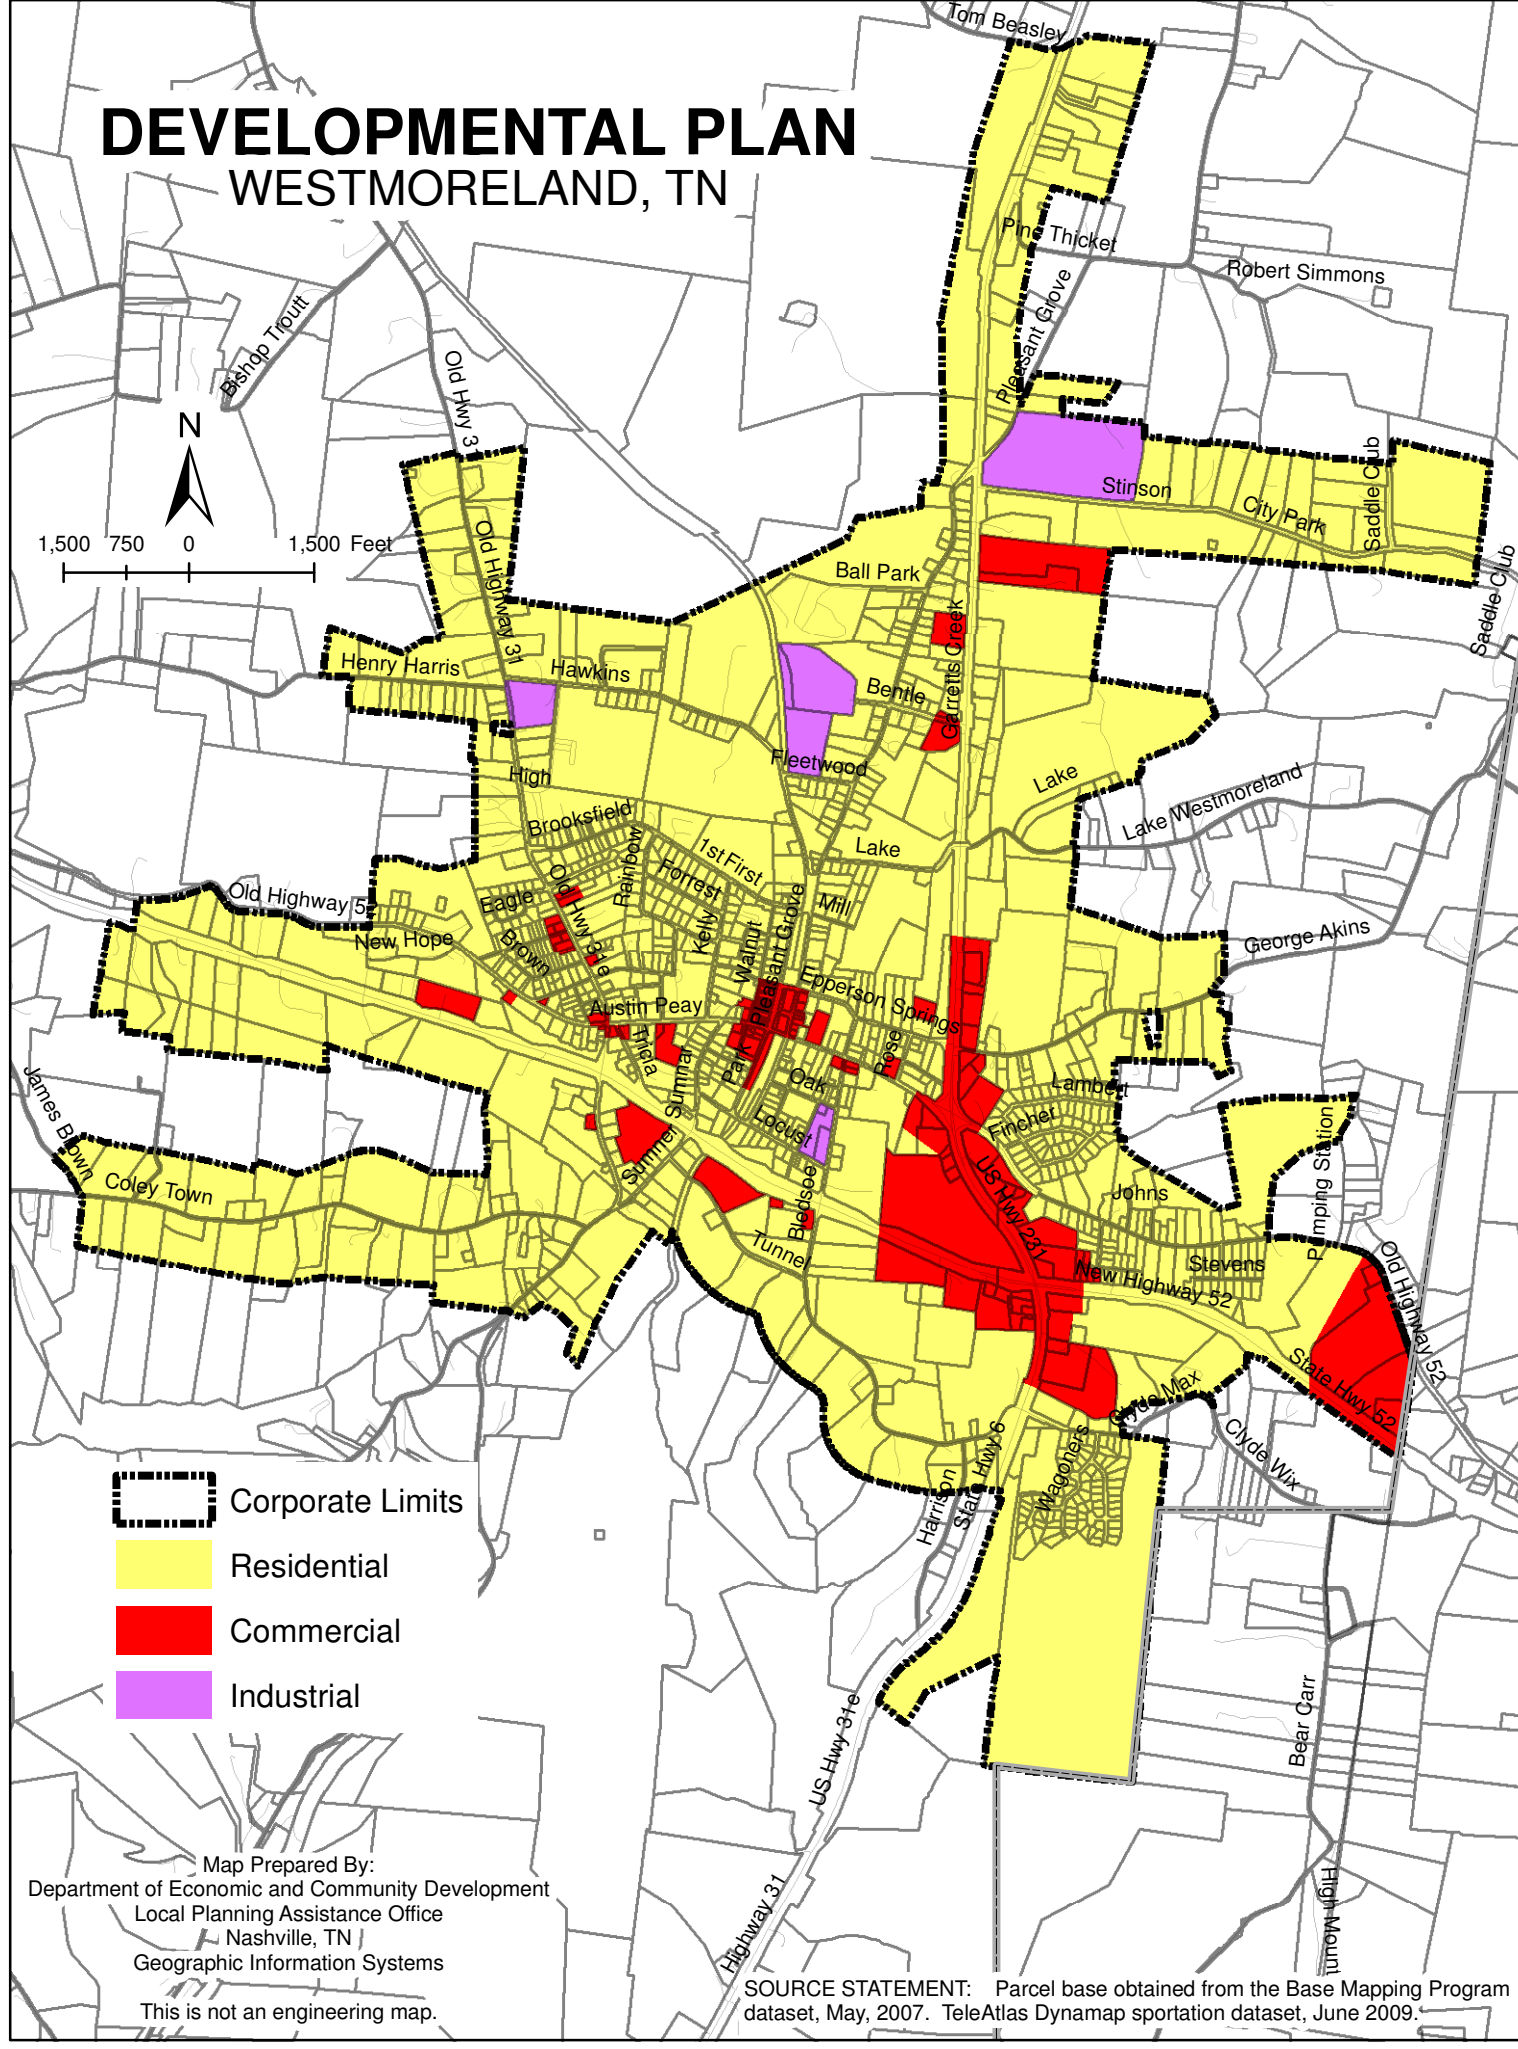 Tom Beasley
DEVELOPMENTAL PLAN
WESTMORELAND, TN
Pine Thicket
Robert Simmons
Bishop Troutt
Pleasant Grove
Old Hwy 3
N
Stinson
Saddle Club
City Park
1,500 750 0 1,500 Feet
Old Highway 31
Ball Park
Saddle Club
Garretts Creek
Henry Harris
Hawkins
Bentle
High
Fleetwood
Lake
Lake Westmoreland
Brooksfield
Rainbow
1st First
Lake
Forrest
Old Highway 5
Eagle
Old Hwy 31e
Kelly
Walnut
Pleasant Grove
Mill
New Hope
Brown
George Akins
Epperson Springs
Austin Peay
Tricia
Park
Rose
Sumnar
Oak
Lambert
James Brown
Locust
Fincher
Pumping Station
Sumner
Coley Town
US Hwy 231
Johns
Bledsoe
Tunnel
Stevens
New Highway 52
Old Highway 52
State Hwy 52
Clyde Max
Clyde Wix
State Hwy 6
Wagoners
Harrison
Corporate Limits
Residential
Commercial
Industrial
US Hwy 31e
Bear Carr
Highway 31
High Mount
Map Prepared By:
Department of Economic and Community Development
Local Planning Assistance Office
Nashville, TN
Geographic Information Systems
This is not an engineering map.
SOURCE STATEMENT: Parcel base obtained from the Base Mapping Program
dataset, May, 2007. TeleAtlas Dynamap sportation dataset, June 2009.